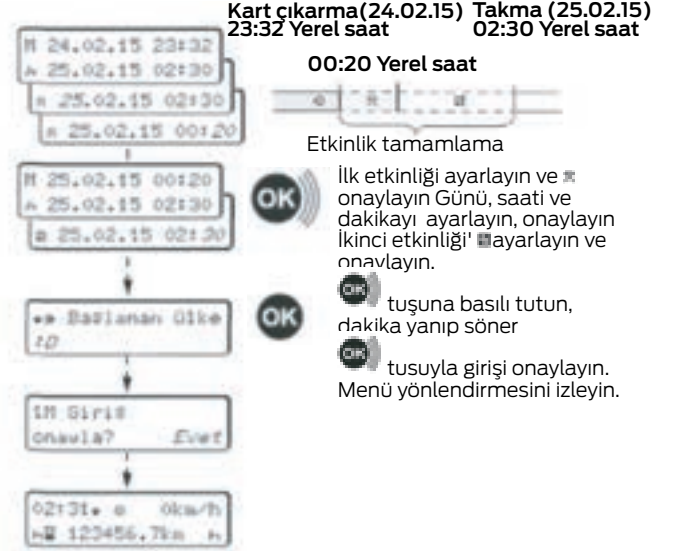 Kart çıkarma(24.02.15) Takma (25.02.15)
23:32 Yerel saat 02:30 Yerel saat
M 24.02.15 23:32
25.02.15 02:30
25.02.15 02:30
25.02.15 00:20
00:20 Yerel saat
Etkinlik tamamlama
M 25.02.15 00:20
25.02.15 02:30
25.02.15 02:30
OK
İlk etkinliği ayarlayın ve
onaylayın Günü, saati ve
dakikayı ayarlayın, onaylayın
İkinci etkinliği' ayarlayın ve
onaylayın.
Başlanan ülke
:D
OK
OK tuşuna basılı tutun,
dakika yanıp söner
OK tusuyla girişi onaylayın.
Menü yönlendirmesini izleyin.
1M Giriş
onayla? Evet
02:31 0km/h
123456.7km